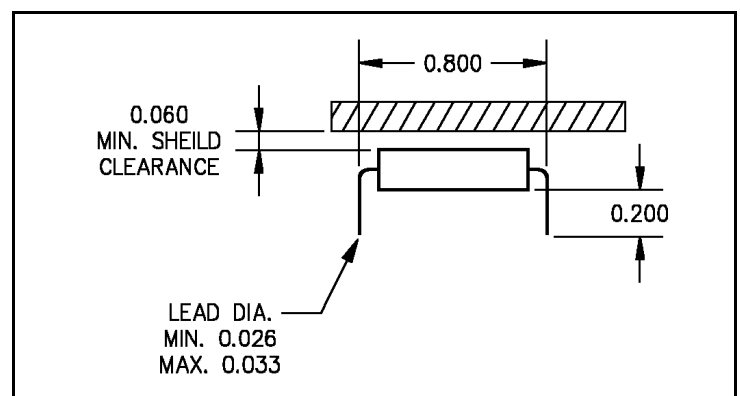 0.800
0.060
MIN. SHEILD
CLEARANCE
0.200
LEAD DIA.
MIN. 0.026
MAX. 0.033